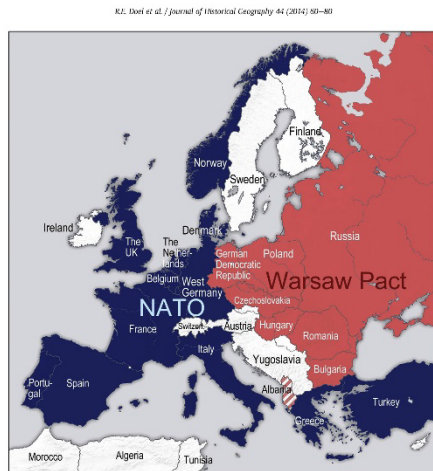 R.E. Doel et al. / Journal of Historical Geography 44 (2014) 60–80
Finland
Norway
Sweden
Russia
Ireland
Denmark
The UK
The Nether-
lands
German
Democratic
Republic
Poland
Belgium
West
Germany
Warsaw Pact
NATO
Czechoslovakia
France
Switzerl.
Austria
Hungary
Romania
Italy
Yugoslavia
Bulgaria
Portu-
gal
Spain
Albania
Turkey
Greece
Morocco
Algeria
Tunisia